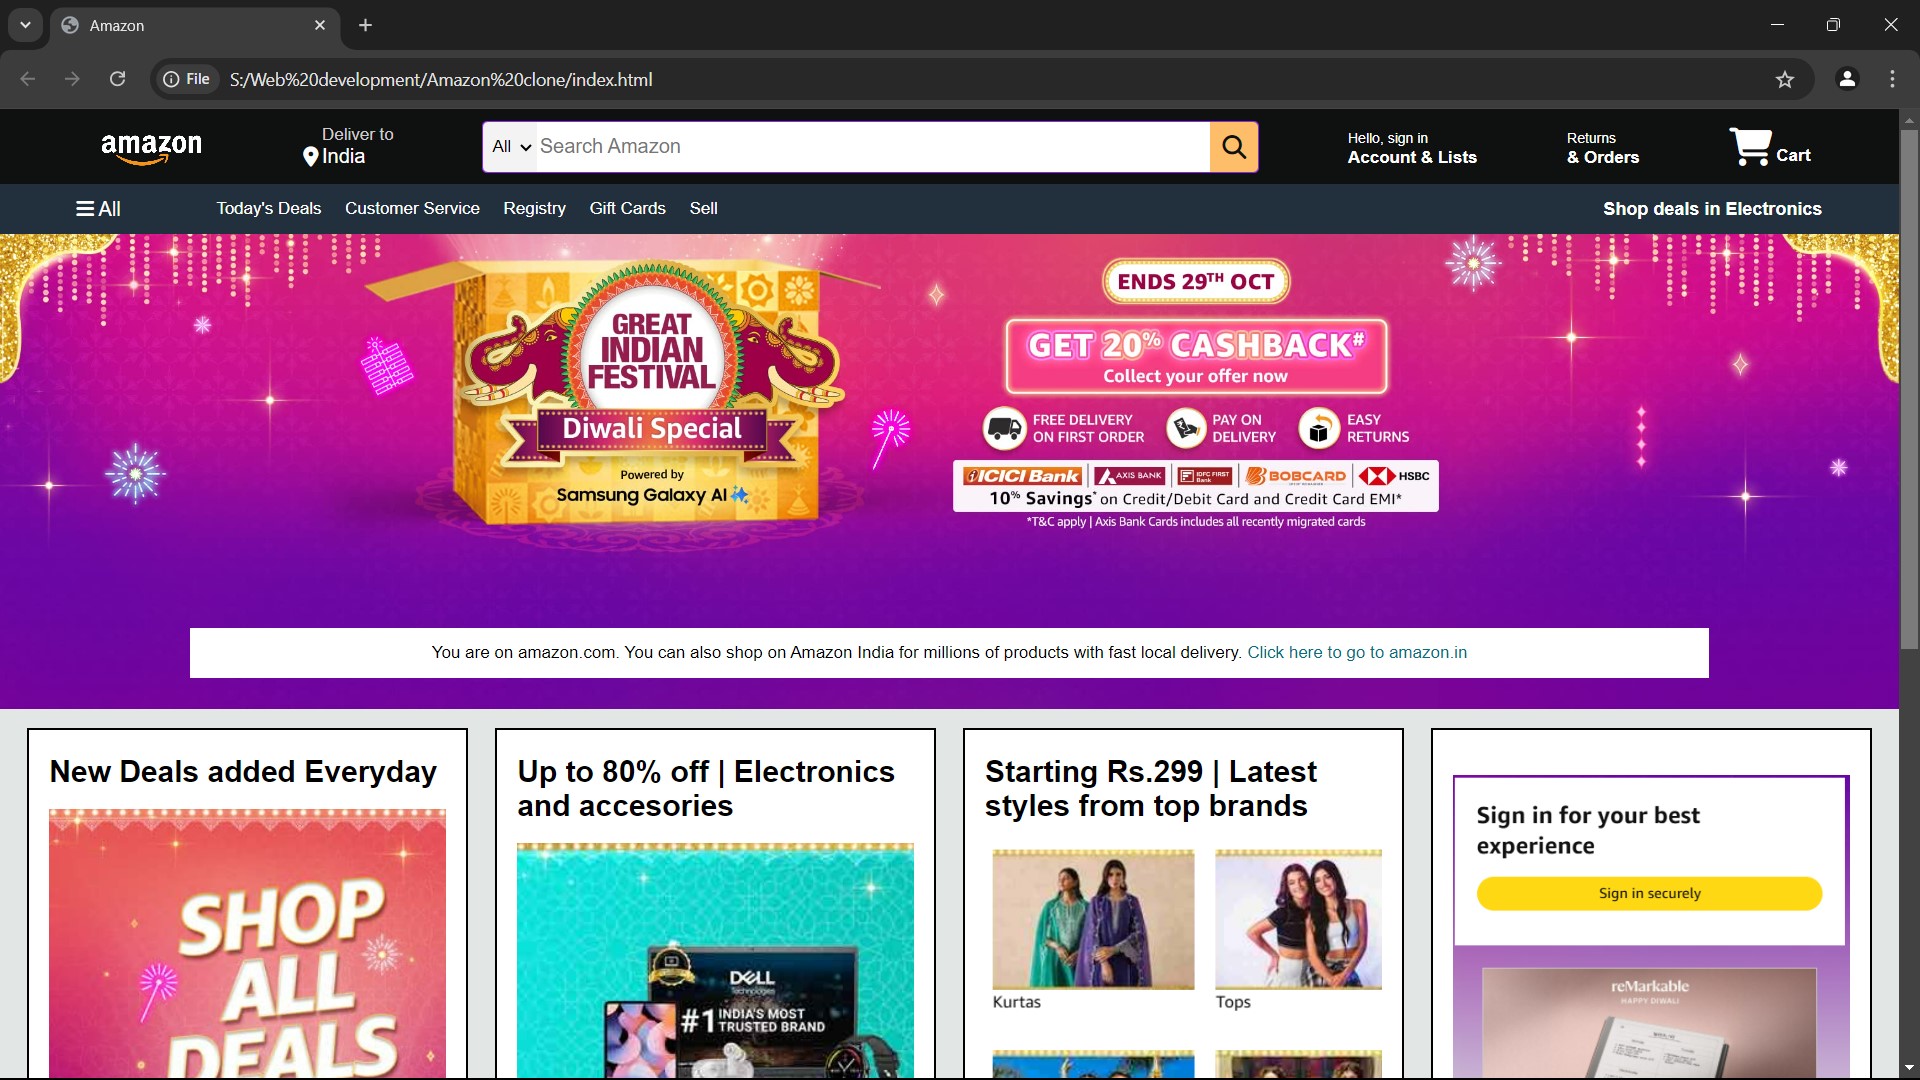 Amazon
File S:/Web%20development/Amazon%20clone/index.html
amazon
Deliver to
India
All
Search Amazon
Hello, sign in
Account & Lists
Returns
& Orders
Cart
All
Today's Deals
Customer Service
Registry
Gift Cards
Sell
Shop deals in Electronics
GREAT
INDIAN
FESTIVAL
Diwali Special
Powered by
Samsung Galaxy AI
ENDS 29TH OCT
GET 20% CASHBACK#
Collect your offer now
FREE DELIVERY
ON FIRST ORDER
PAY ON
DELIVERY
EASY
RETURNS
ICICI Bank
AXIS BANK
IDFC FIRST
Bank
BOBCARD
HSBC
10% Savings* on Credit/Debit Card and Credit Card EMI*
*T&C apply | Axis Bank Cards includes all recently migrated cards
You are on amazon.com. You can also shop on Amazon India for millions of products with fast local delivery. Click here to go to amazon.in
New Deals added Everyday
SHOP
ALL
DEALS
Up to 80% off | Electronics
and accesories
DELL
Technologies
#1 INDIA'S MOST
TRUSTED BRAND
Starting Rs.299 | Latest
styles from top brands
Kurtas
Tops
Sign in for your best
experience
Sign in securely
reMarkable
HAPPY DIWALI